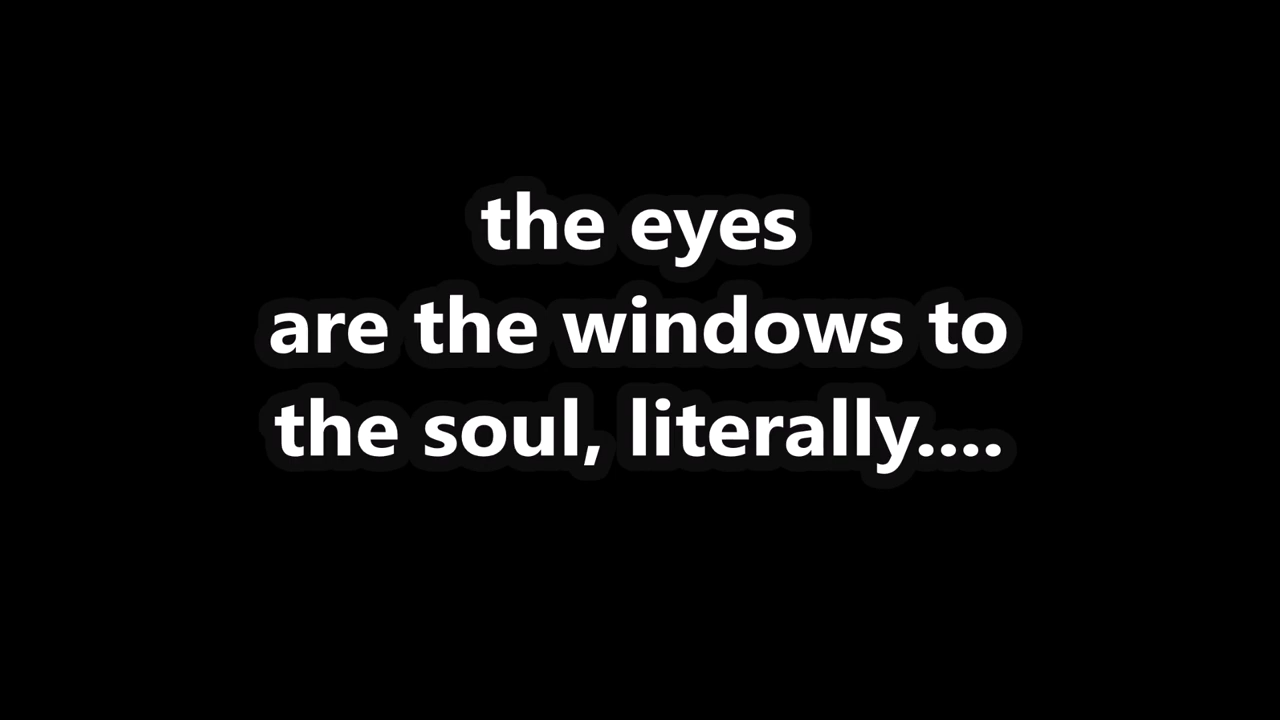 the eyes
are the windows to
the soul, literally....